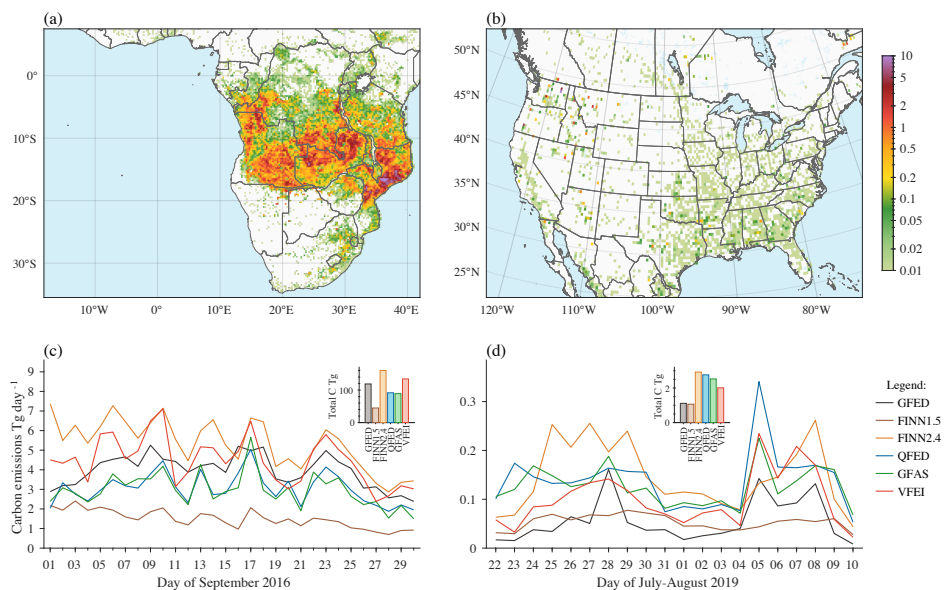 (a)
(b)
0°
10°S
20°S
30°S
10°W
0°
10°E
20°E
30°E
40°E
50°N
45°N
40°N
35°N
30°N
25°N
120°W
110°W
100°W
90°W
80°W
10
5
2
1
0.5
0.2
0.1
0.05
0.02
0.01
(c)
Carbon emissions Tg day -1
9
8
7
6
5
4
3
2
1
0
01 03 05 07 09 11 13 15 17 19 21 23 25 27 29
Day of September 2016
Total C Tg
100
0
GFED
FINN1.5
FINN2.4
QFED
GFAS
VFEI
(d)
0.3
0.2
0.1
0
22 23 24 25 26 27 28 29 30 31 01 02 03 04 05 06 07 08 09 10
Day of July-August 2019
Total C Tg
2
0
GFED
FINN1.5
FINN2.4
QFED
GFAS
VFEI
Legend:
GFED
FINN1.5
FINN2.4
QFED
GFAS
VFEI